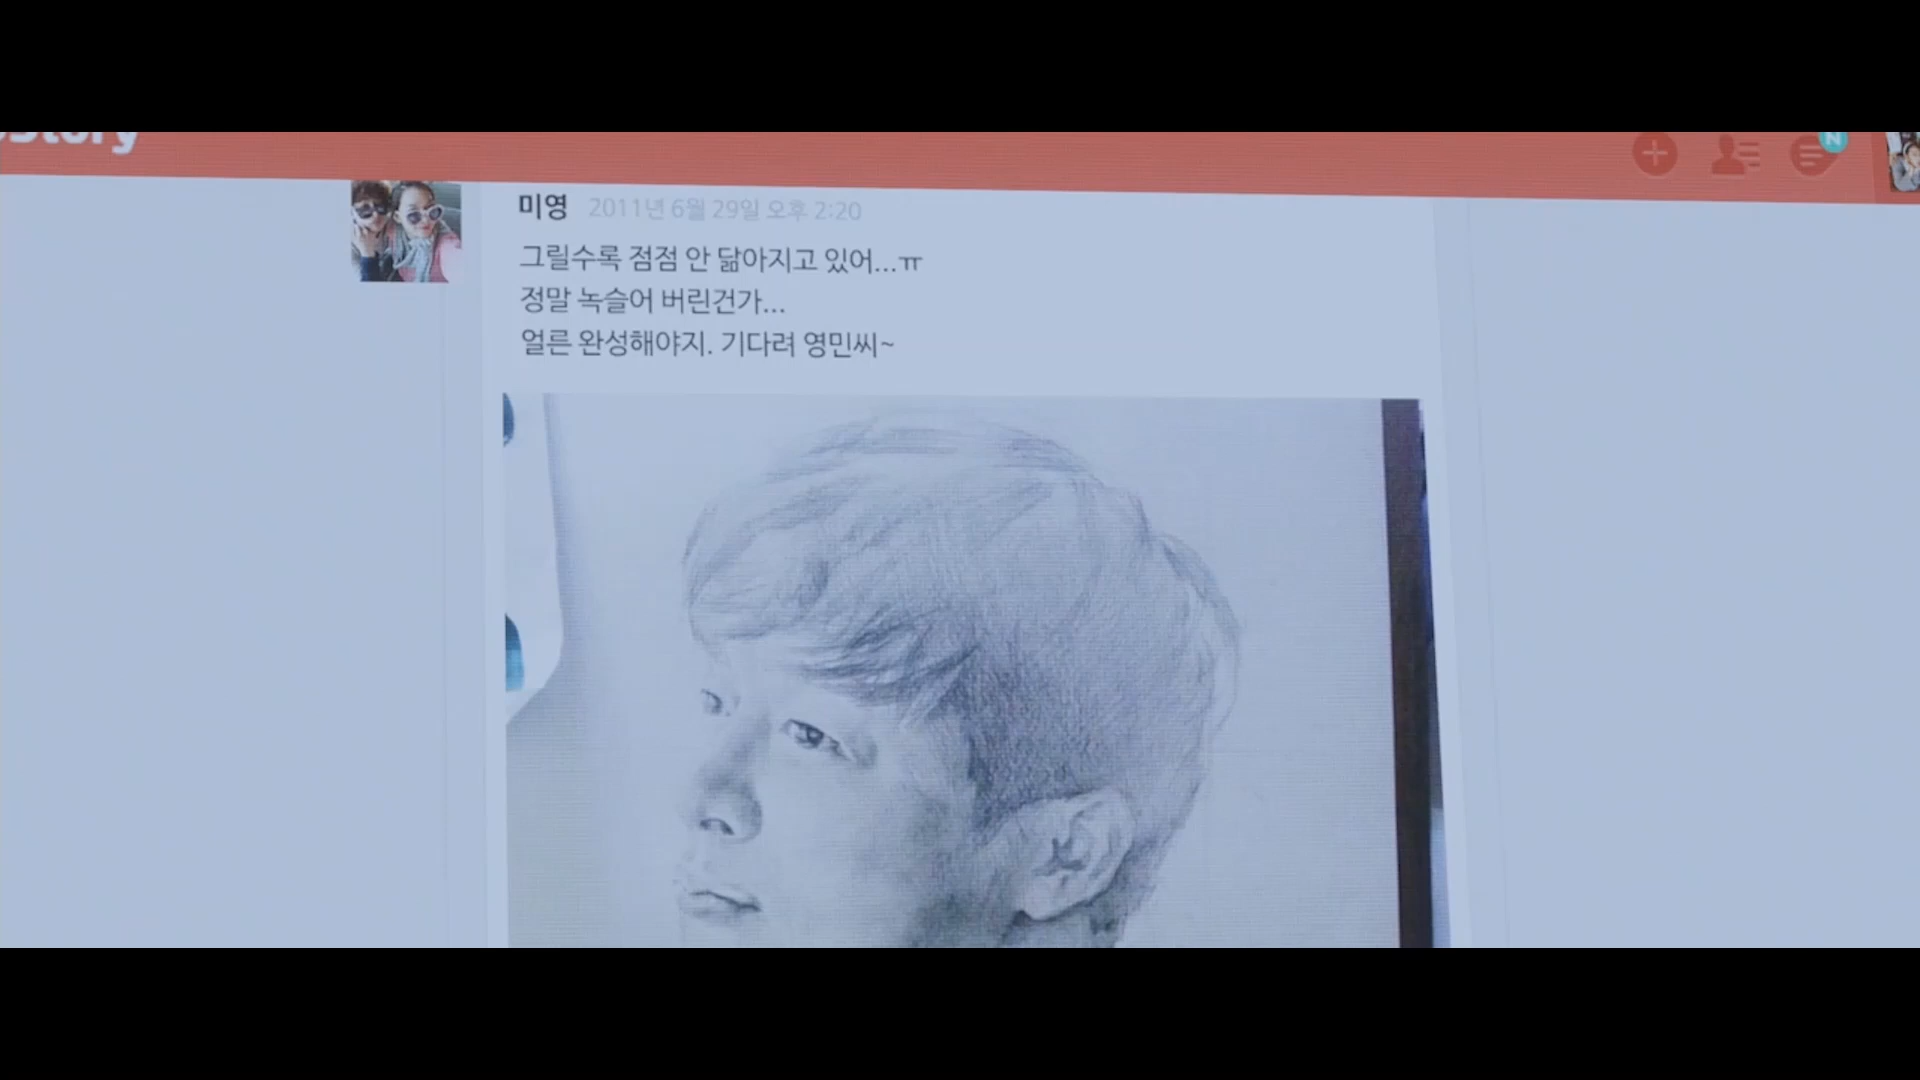 Story
N
미영 2011년 6월 29일 오후 2:20
그릴수록 점점 안 닮아지고 있어...ㅠ
정말 녹슬어 버린건가...
얼른 완성해야지. 기다려 영민씨~